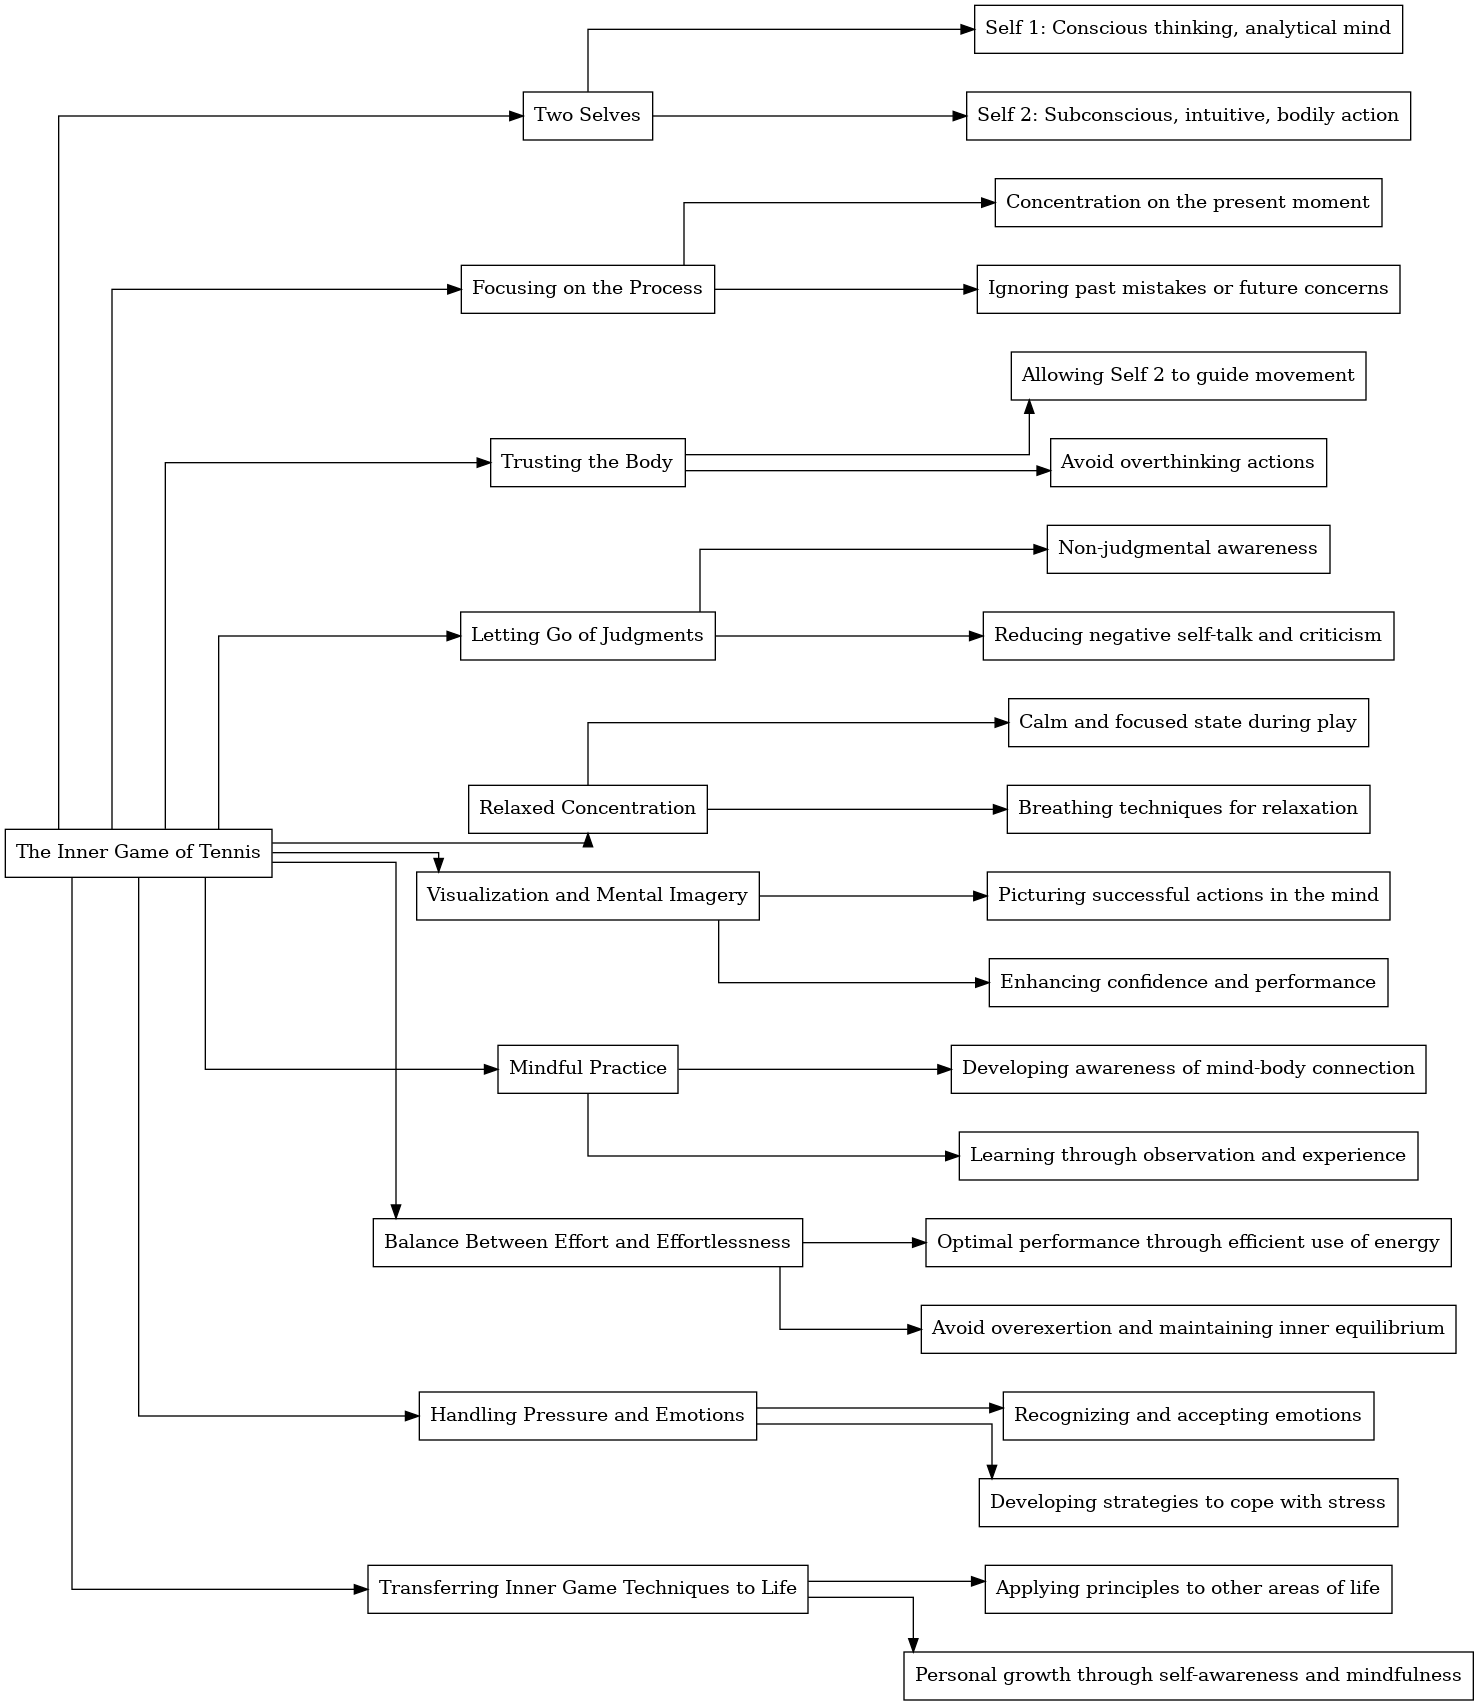 The Inner Game of Tennis
Two Selves
Self 1: Conscious thinking, analytical mind
Self 2: Subconscious, intuitive, bodily action
Focusing on the Process
Concentration on the present moment
Ignoring past mistakes or future concerns
Trusting the Body
Allowing Self 2 to guide movement
Avoid overthinking actions
Letting Go of Judgments
Non-judgmental awareness
Reducing negative self-talk and criticism
Relaxed Concentration
Calm and focused state during play
Breathing techniques for relaxation
Visualization and Mental Imagery
Picturing successful actions in the mind
Enhancing confidence and performance
Mindful Practice
Developing awareness of mind-body connection
Learning through observation and experience
Balance Between Effort and Effortlessness
Optimal performance through efficient use of energy
Avoid overexertion and maintaining inner equilibrium
Handling Pressure and Emotions
Recognizing and accepting emotions
Developing strategies to cope with stress
Transferring Inner Game Techniques to Life
Applying principles to other areas of life
Personal growth through self-awareness and mindfulness